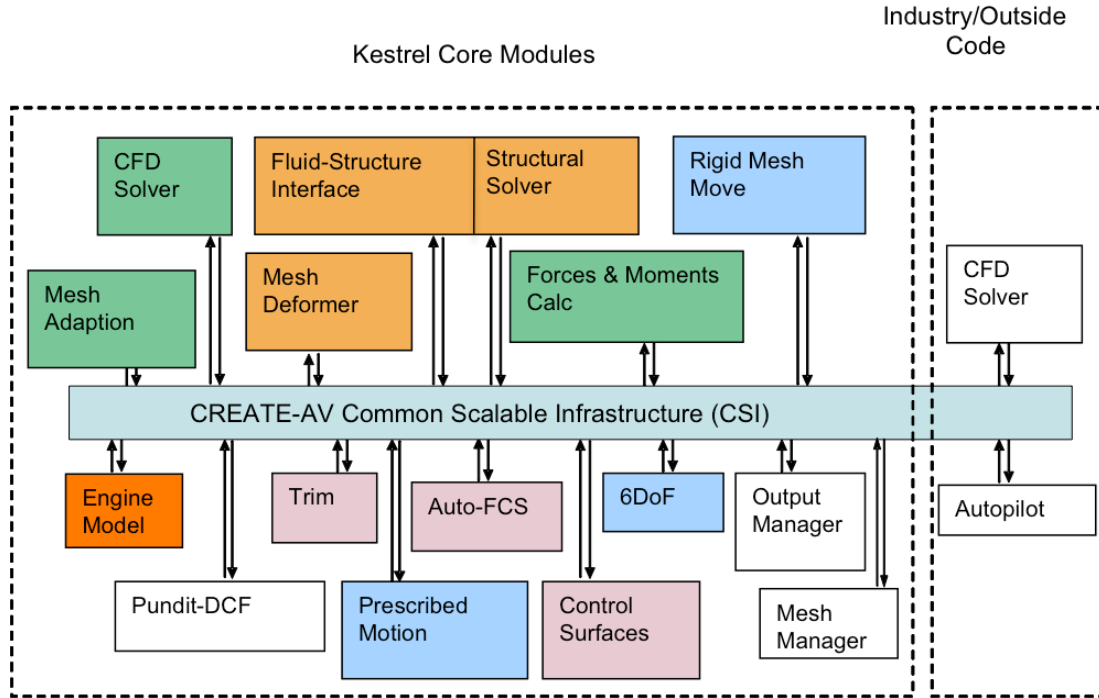 Industry/Outside
Code
Kestrel Core Modules
CFD
Solver
Fluid-Structure
Interface
Structural
Solver
Rigid Mesh
Move
Mesh
Adaption
Mesh
Deformer
Forces & Moments
Calc
CFD
Solver
CREATE-AV Common Scalable Infrastructure (CSI)
Engine
Model
Trim
Auto-FCS
6DoF
Output
Manager
Autopilot
Pundit-DCF
Prescribed
Motion
Control
Surfaces
Mesh
Manager